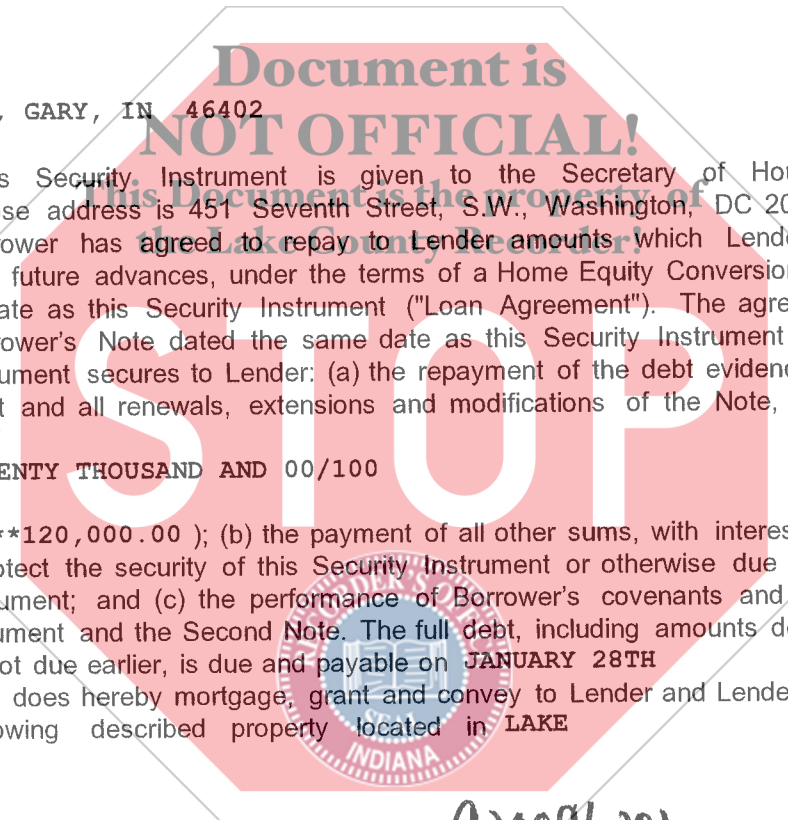 Document is
, GARY, IN 46402
NOT OFFICIAL!
s Security Instrument is given to the Secretary of Hou
This Document is the property of
se address is 451 Seventh Street, S.W., Washington, DC 20
rower has agreed to repay to Lender amounts which Lende
the Lake County Recorder!
future advances, under the terms of a Home Equity Conversion
ate as this Security Instrument ("Loan Agreement"). The agre
rower's Note dated the same date as this Security Instrument
ument secures to Lender: (a) the repayment of the debt evidenc
t and all renewals, extensions and modifications of the Note,
STOP
ENTY THOUSAND AND 00/100
**120,000.00 ); (b) the payment of all other sums, with interes
otect the security of this Security Instrument or otherwise due
ument; and (c) the performance of Borrower's covenants and
ument and the Second Note. The full debt, including amounts de
ot due earlier, is due and payable on JANUARY 28TH
does hereby mortgage, grant and convey to Lender and Lende
owing described property located in LAKE
RECORDER'S OFFICE
SEAL
INDIANA